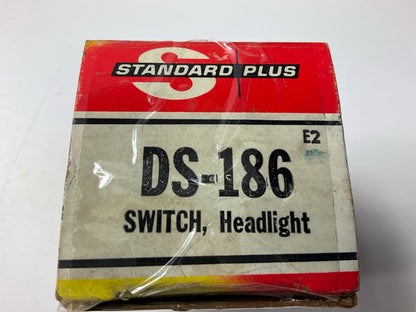 STANDARD PLUS
E2
DS-186
SWITCH, Headlight